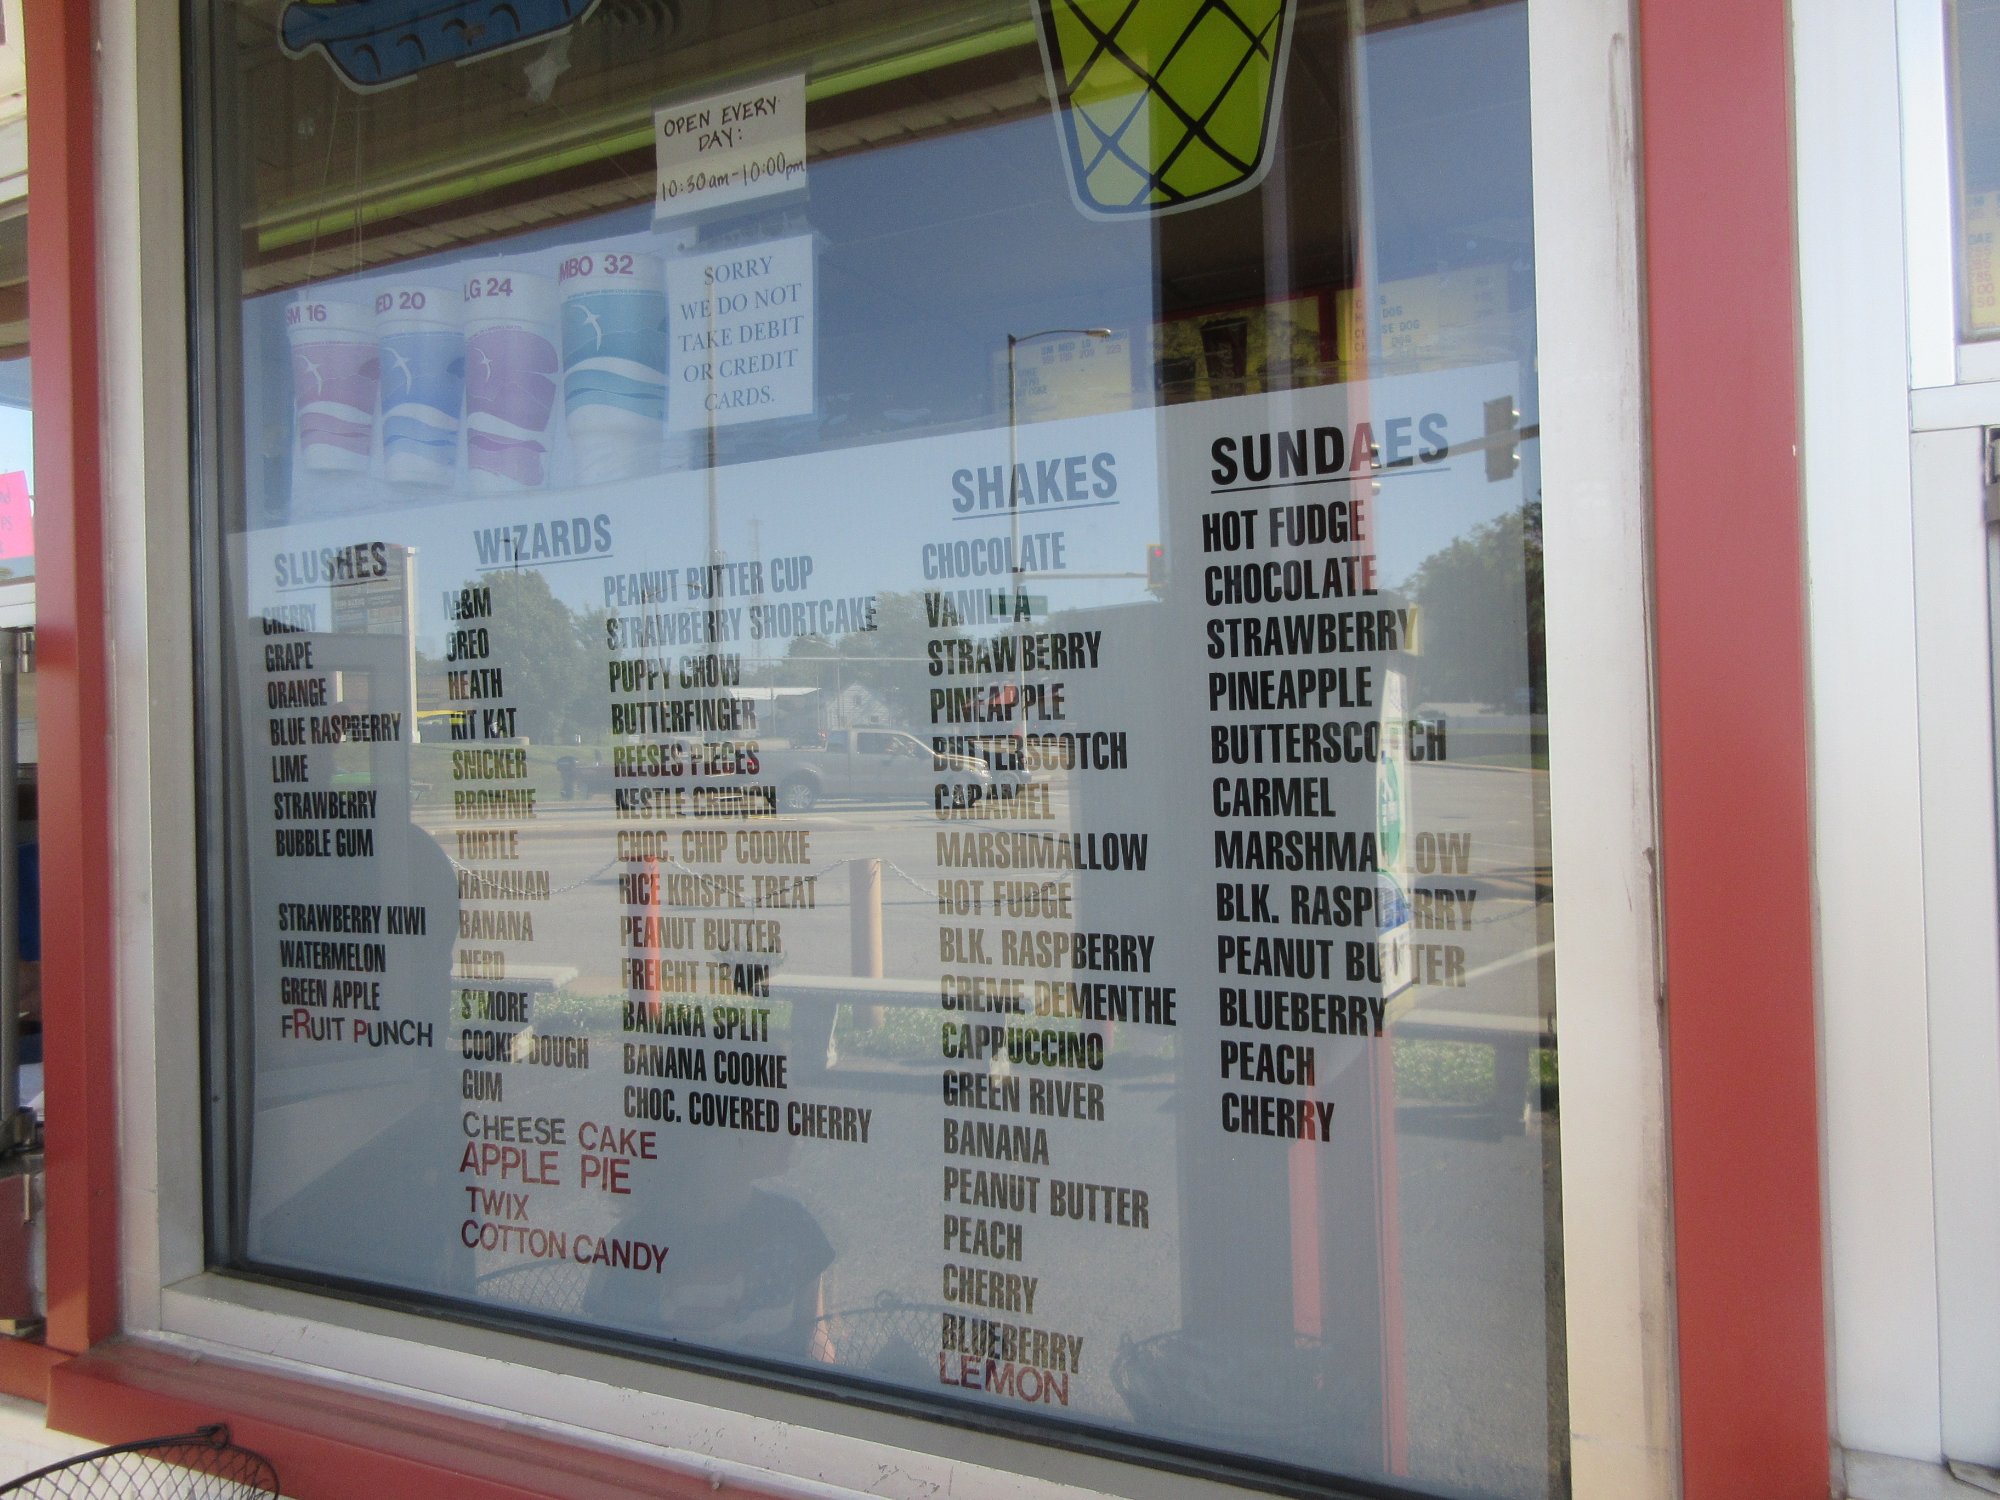 OPEN EVERY
DAY:
10:30am-10:00pm
SORRY
WE DO NOT
TAKE DEBIT
OR CREDIT
CARDS.
SM 16
ED 20
LG 24
MBO 32
SLUSHES
CHERRY
GRAPE
ORANGE
BLUE RASPBERRY
LIME
STRAWBERRY
BUBBLE GUM
STRAWBERRY KIWI
WATERMELON
GREEN APPLE
FRUIT PUNCH
WIZARDS
M&M
OREO
HEATH
KIT KAT
SNICKER
BROWNIE
TURTLE
HAWAIIAN
BANANA
NERD
S'MORE
COOKIE DOUGH
GUM
CHEESE CAKE
APPLE PIE
TWIX
COTTON CANDY
PEANUT BUTTER CUP
STRAWBERRY SHORTCAKE
PUPPY CHOW
BUTTERFINGER
REESES PIECES
NESTLE CRUNCH
CHOC. CHIP COOKIE
RICE KRISPIE TREAT
PEANUT BUTTER
FREIGHT TRAIN
BANANA SPLIT
BANANA COOKIE
CHOC. COVERED CHERRY
SHAKES
CHOCOLATE
VANILLA
STRAWBERRY
PINEAPPLE
BUTTERSCOTCH
CARAMEL
MARSHMALLOW
HOT FUDGE
BLK. RASPBERRY
CREME DEMENTHE
CAPPUCCINO
GREEN RIVER
BANANA
PEANUT BUTTER
PEACH
CHERRY
BLUEBERRY
LEMON
SUNDAES
HOT FUDGE
CHOCOLATE
STRAWBERRY
PINEAPPLE
BUTTERSCOTCH
CARMEL
MARSHMALLOW
BLK. RASPBERRY
PEANUT BUTTER
BLUEBERRY
PEACH
CHERRY